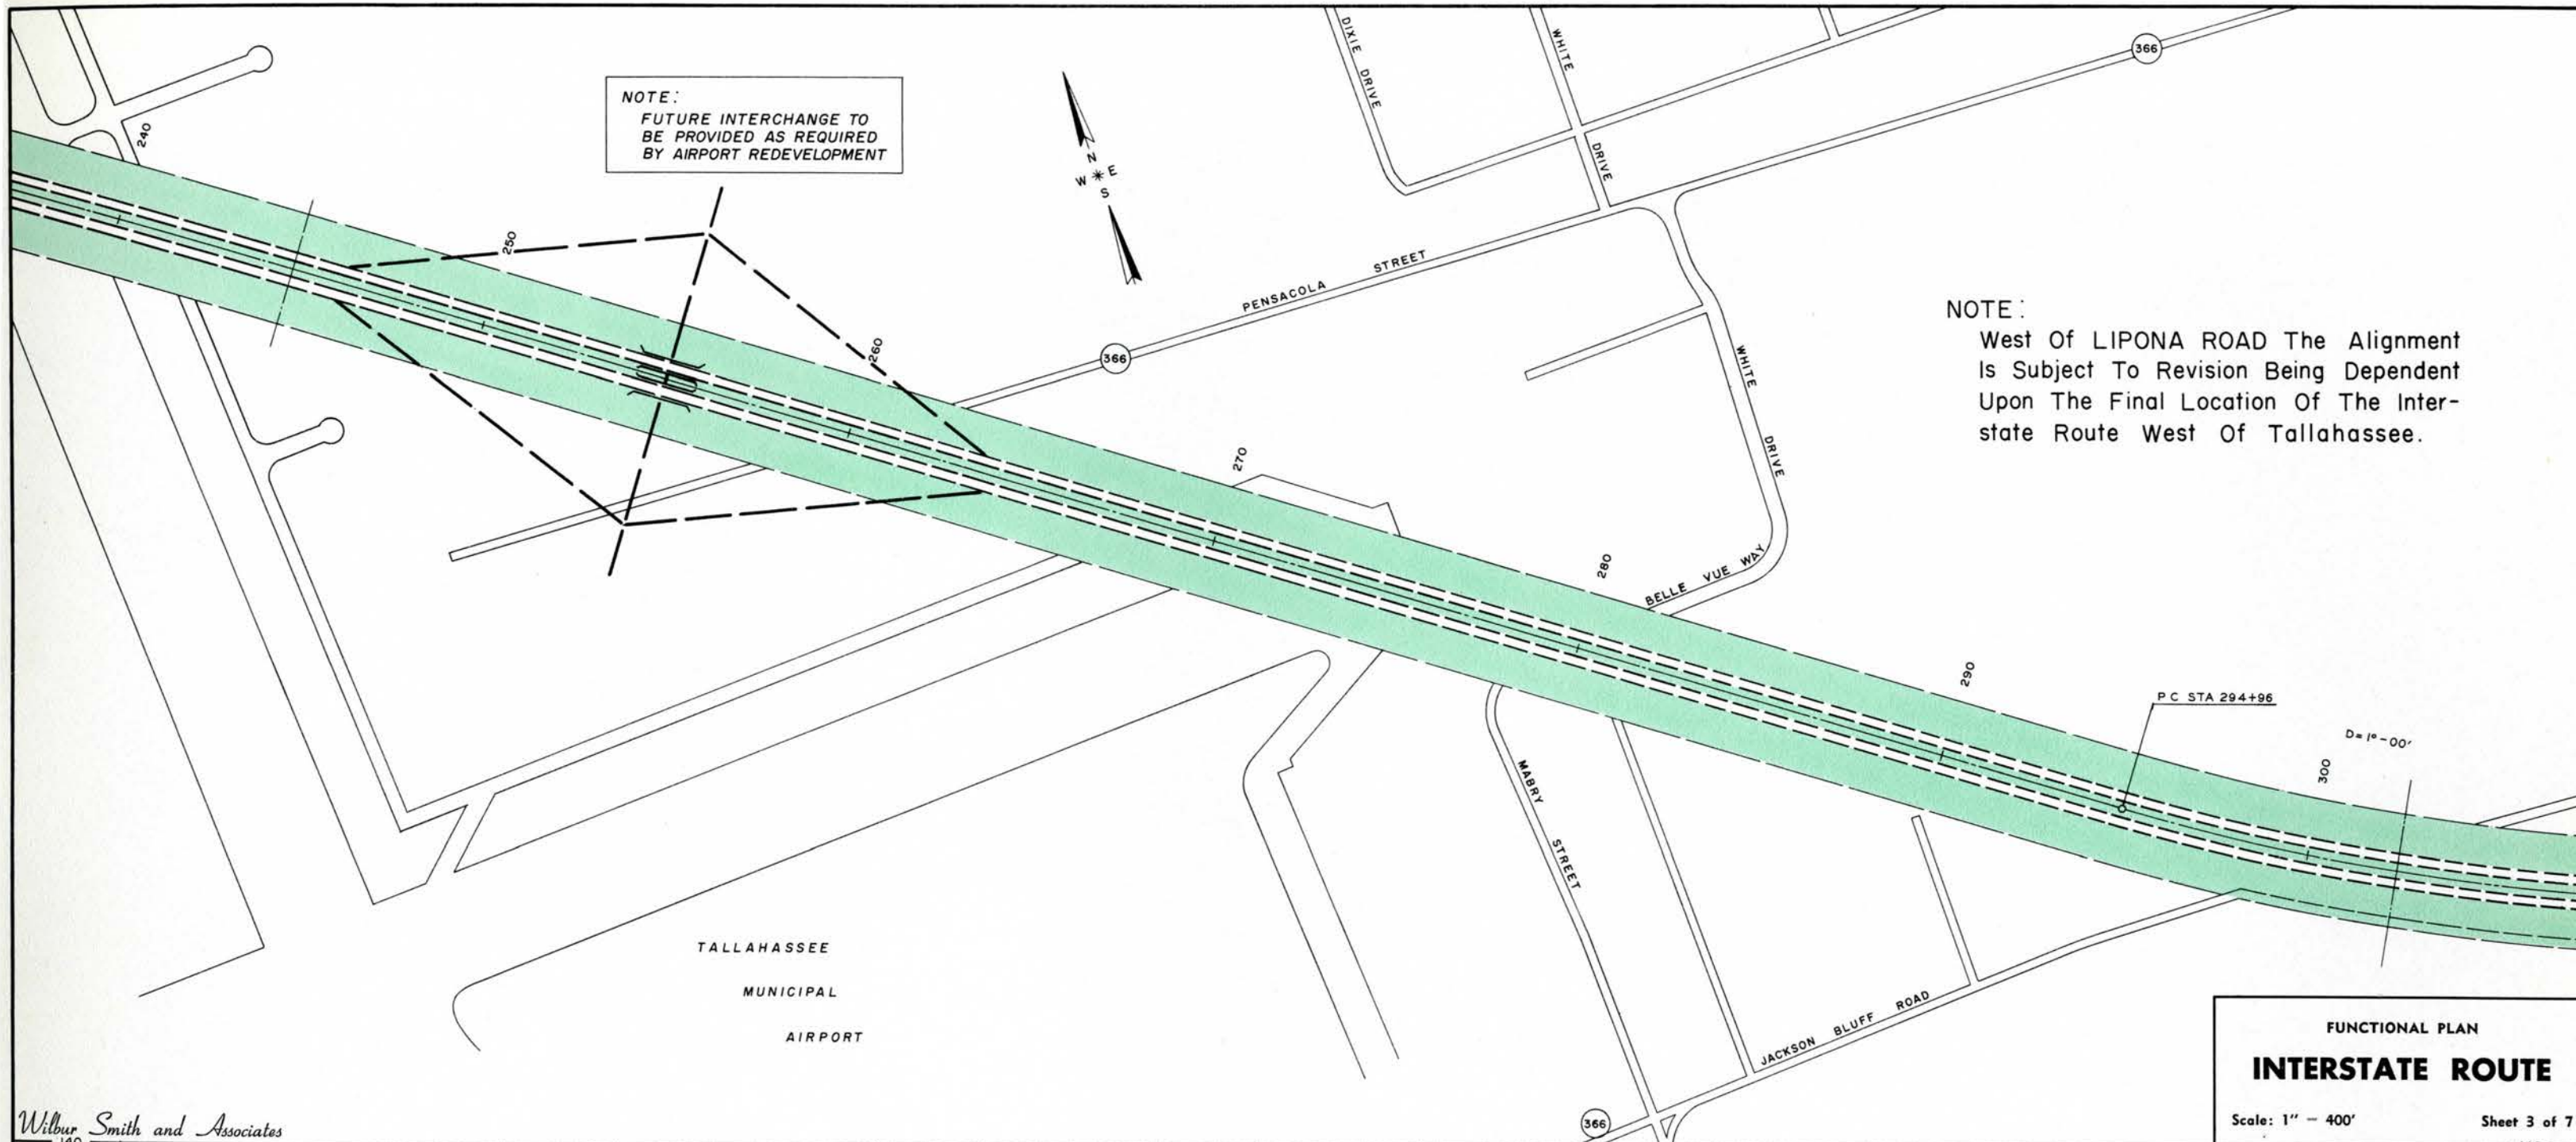 DIXIE DRIVE
WHITE
DRIVE
366
NOTE:
FUTURE INTERCHANGE TO
BE PROVIDED AS REQUIRED
BY AIRPORT REDEVELOPMENT
240
N
W E
S
250
PENSACOLA STREET
366
260
NOTE:
West Of LIPONA ROAD The Alignment
Is Subject To Revision Being Dependent
Upon The Final Location Of The Inter-
state Route West Of Tallahassee.
WHITE DRIVE
270
280
BELLE VUE WAY
290
PC STA 294+96
D=1°-00'
300
MABRY STREET
TALLAHASSEE
MUNICIPAL
AIRPORT
JACKSON BLUFF ROAD
366
FUNCTIONAL PLAN
INTERSTATE ROUTE
Scale: 1" - 400' Sheet 3 of 7
Wilbur Smith and Associates
140